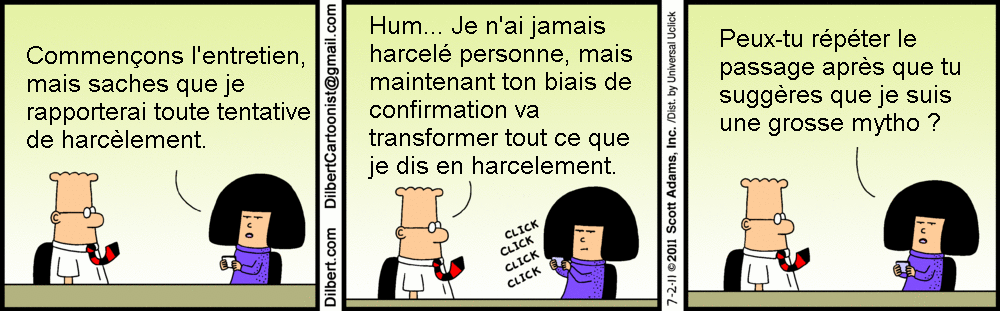 Commençons l'entretien,
mais saches que je
rapporterai toute tentative
de harcèlement.
Dilbert.com DilbertCartoonist@gmail.com
Hum... Je n'ai jamais
harcelé personne, mais
maintenant ton biais de
confirmation va
transformer tout ce que
je dis en harcelement.
CLICK
CLICK
CLICK
CLICK
7-2-11 © 2011 Scott Adams, Inc. /Dist. by Universal Uclick
Peux-tu répéter le
passage après que tu
suggères que je suis
une grosse mytho ?